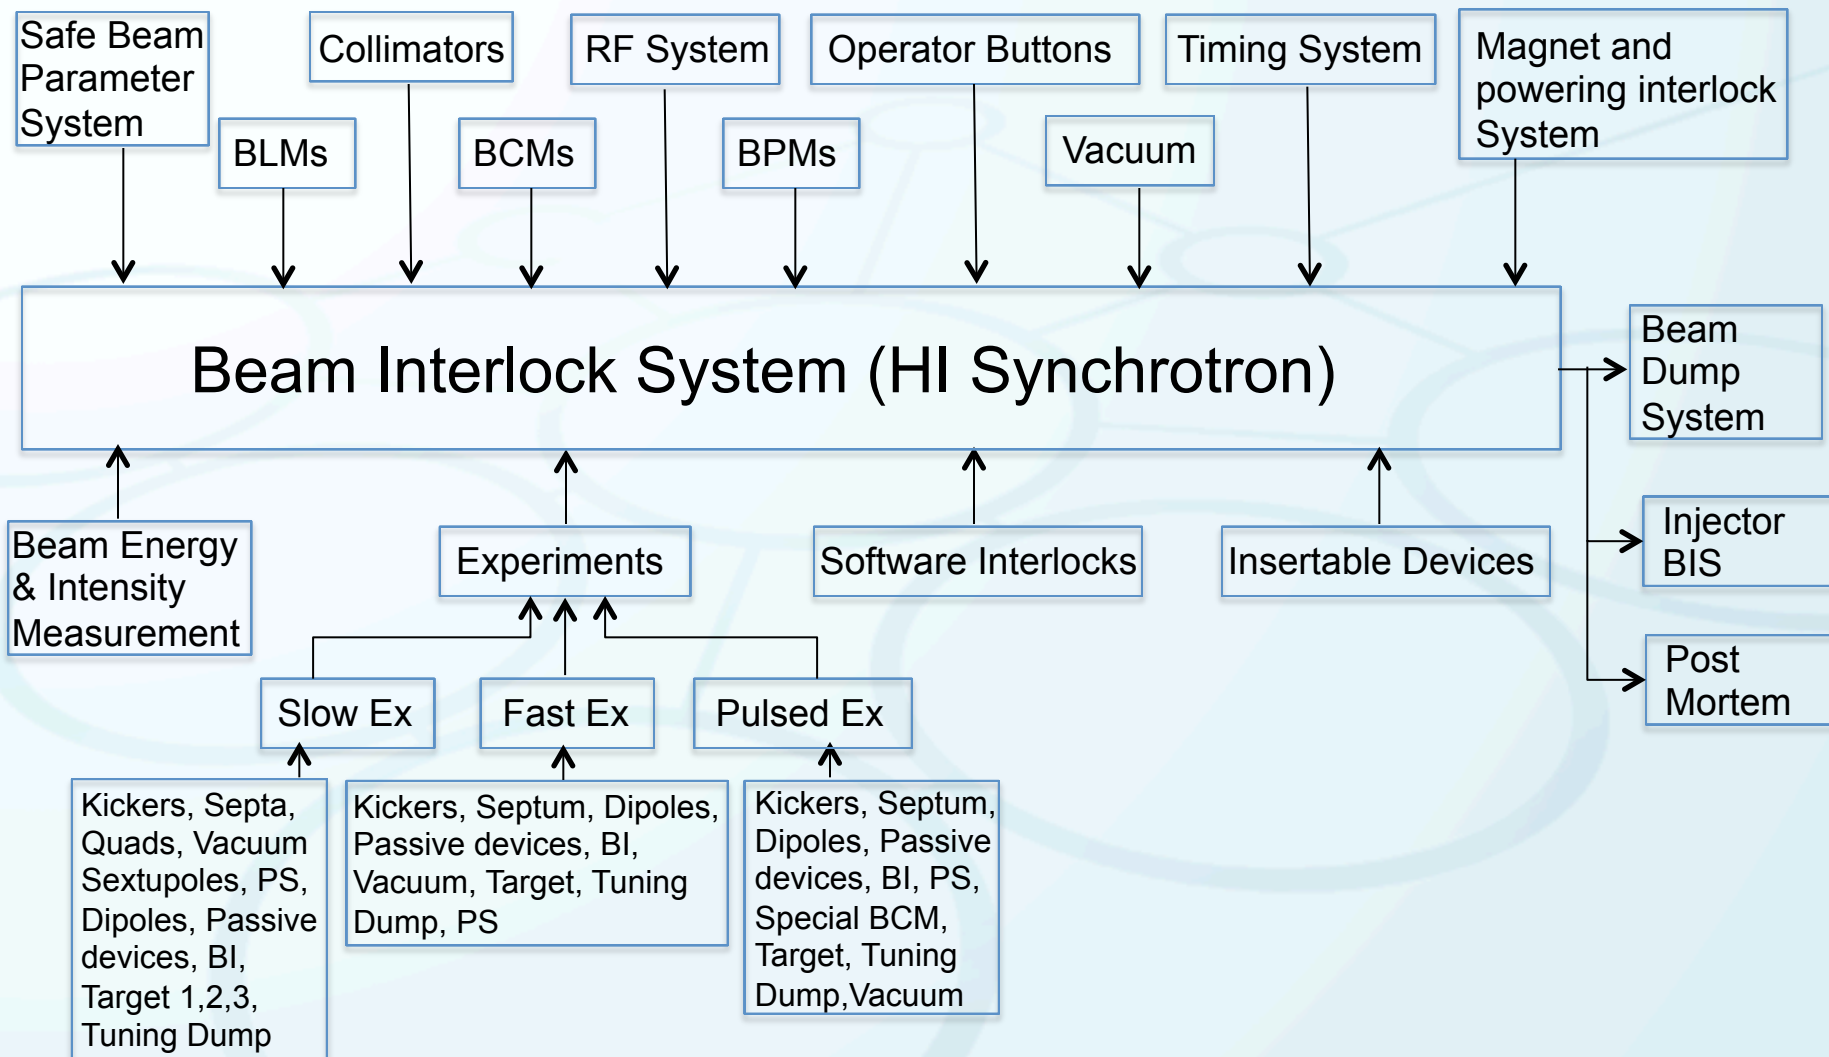 Safe Beam
Parameter
System
Collimators
RF System
Operator Buttons
Timing System
Magnet and
powering interlock
System
BLMs
BCMs
BPMs
Vacuum
Beam Interlock System (HI Synchrotron)
Beam
Dump
System
Injector
BIS
Post
Mortem
Beam Energy
& Intensity
Measurement
Experiments
Software Interlocks
Insertable Devices
Slow Ex
Fast Ex
Pulsed Ex
Kickers, Septa,
Quads, Vacuum
Sextupoles, PS,
Dipoles, Passive
devices, BI,
Target 1,2,3,
Tuning Dump
Kickers, Septum, Dipoles,
Passive devices, BI,
Vacuum, Target, Tuning
Dump, PS
Kickers, Septum,
Dipoles, Passive
devices, BI, PS,
Special BCM,
Target, Tuning
Dump,Vacuum